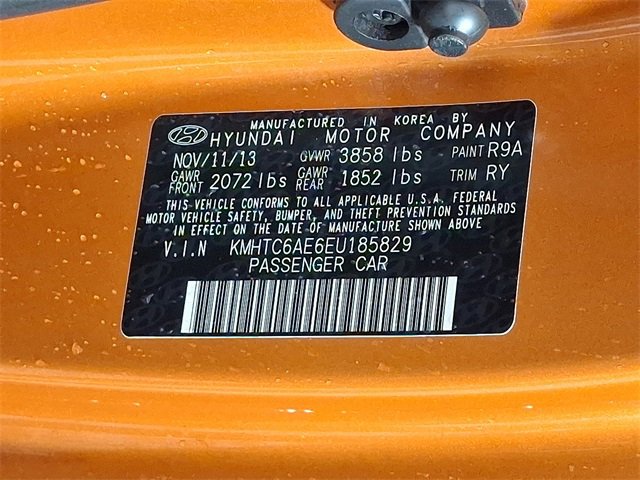 MANUFACTURED IN KOREA BY
HYUNDAI MOTOR COMPANY
NOV/11/13 GVWR 3858 lbs PAINT R9A
GAWR FRONT 2072 lbs GAWR REAR 1852 lbs TRIM RY
THIS VEHICLE CONFORMS TO ALL APPLICABLE U.S.A. FEDERAL
MOTOR VEHICLE SAFETY, BUMPER, AND THEFT PREVENTION STANDARDS
IN EFFECT ON THE DATE OF MANUFACTURE SHOWN ABOVE
V.I.N KMHTC6AE6EU185829
PASSENGER CAR